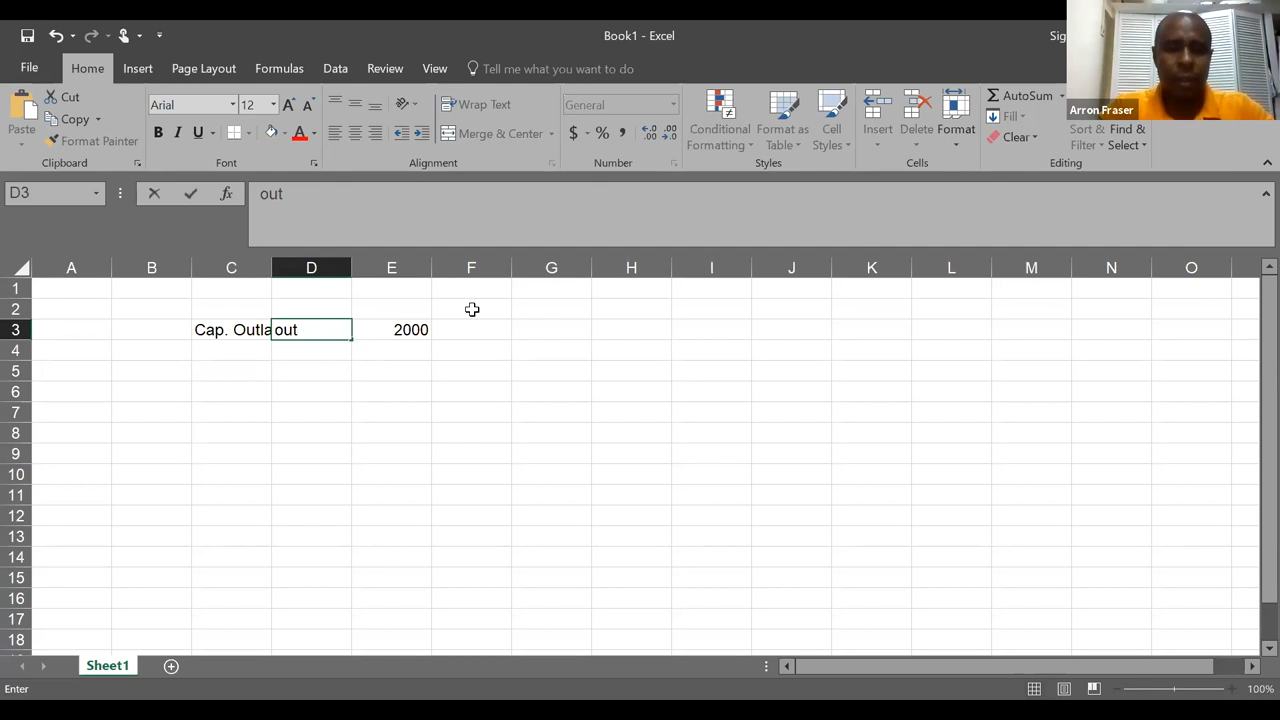 Book1 - Excel
Sig
File Home Insert Page Layout Formulas Data Review View Tell me what you want to do
Arron Fraser
Paste
Cut
Copy
Format Painter
Clipboard
Arial 12
B I U
Font
Wrap Text
Merge & Center
Alignment
General
$ % ,
Number
Conditional Formatting
Format as Table
Cell Styles
Styles
Insert Delete Format
Cells
AutoSum
Fill
Clear
Sort & Filter
Find & Select
Editing
D3 fx out
A B C D E F G H I J K L M N O
1
2
3 Cap. Outla out 2000
4
5
6
7
8
9
10
11
12
13
14
15
16
17
18
Sheet1
Enter 100%